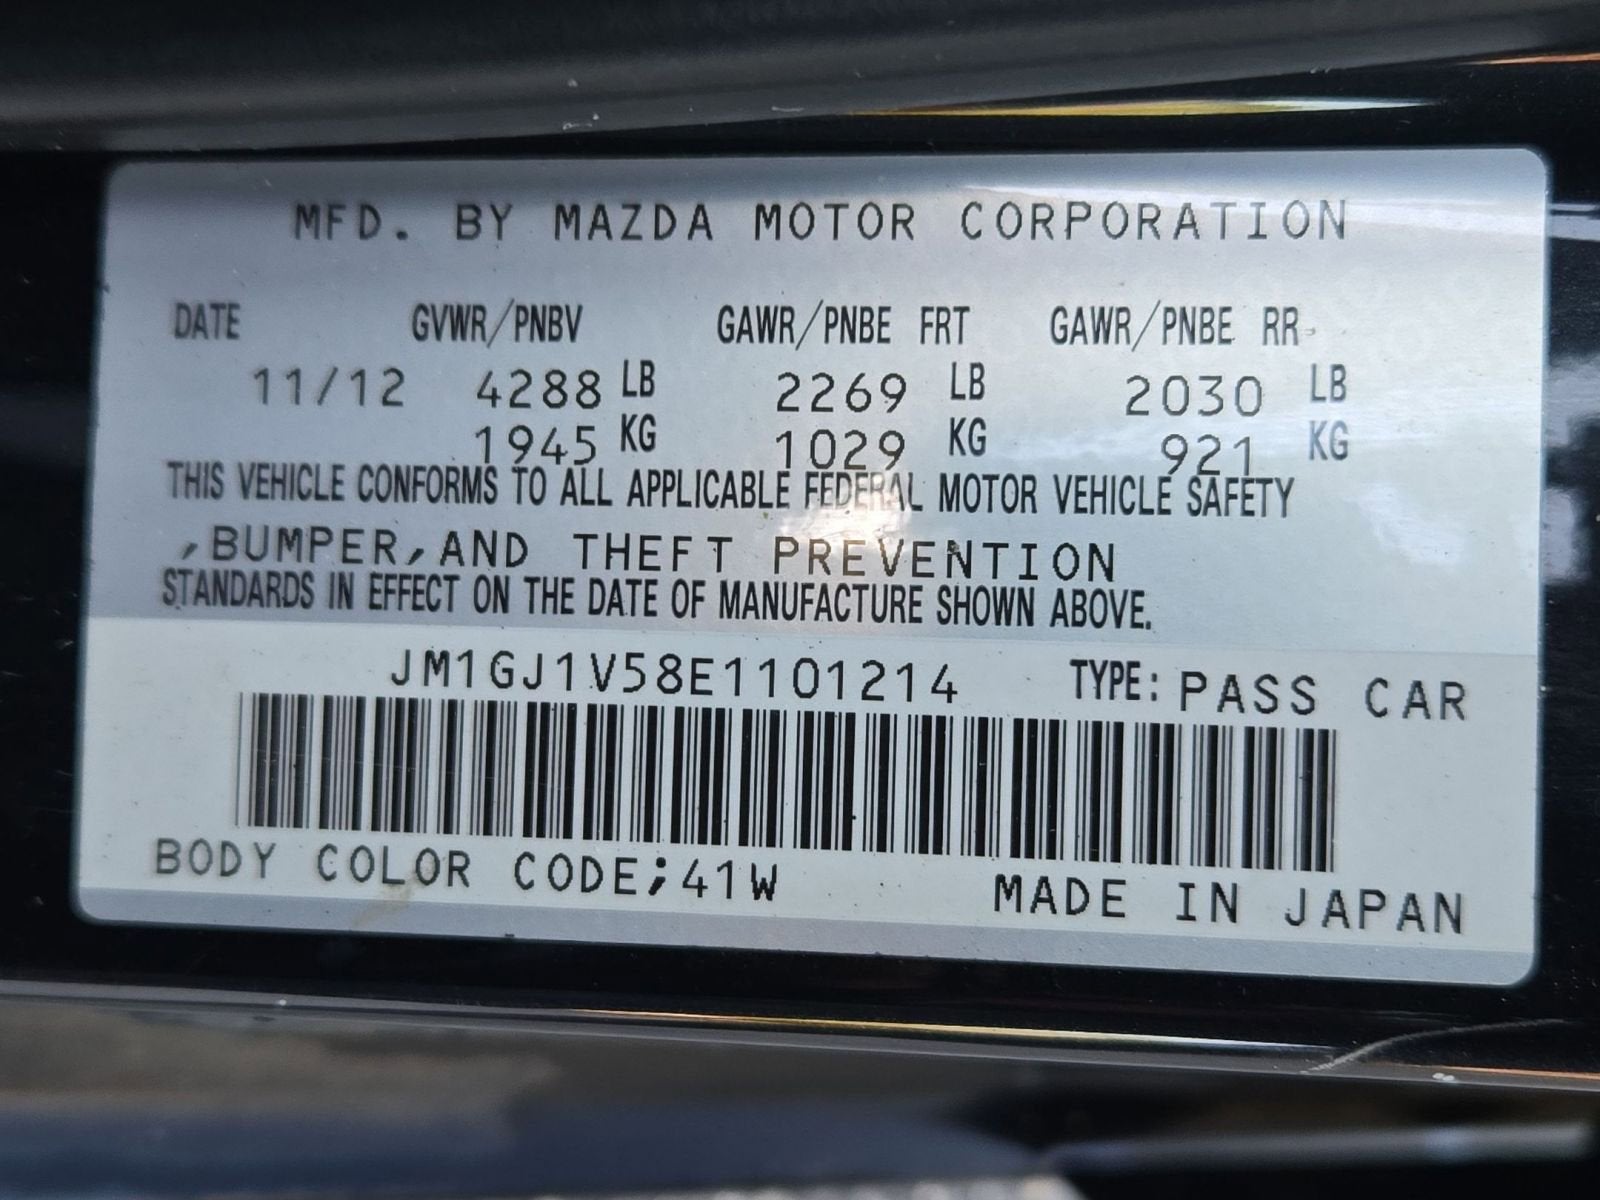 MFD. BY MAZDA MOTOR CORPORATION
DATE GVWR/PNBV GAWR/PNBE FRT GAWR/PNBE RR
11/12 4288 LB 2269 LB 2030 LB
1945 KG 1029 KG 921 KG
THIS VEHICLE CONFORMS TO ALL APPLICABLE FEDERAL MOTOR VEHICLE SAFETY
,BUMPER,AND THEFT PREVENTION
STANDARDS IN EFFECT ON THE DATE OF MANUFACTURE SHOWN ABOVE.
JM1GJ1V58E1101214 TYPE: PASS CAR
BODY COLOR CODE;41W MADE IN JAPAN